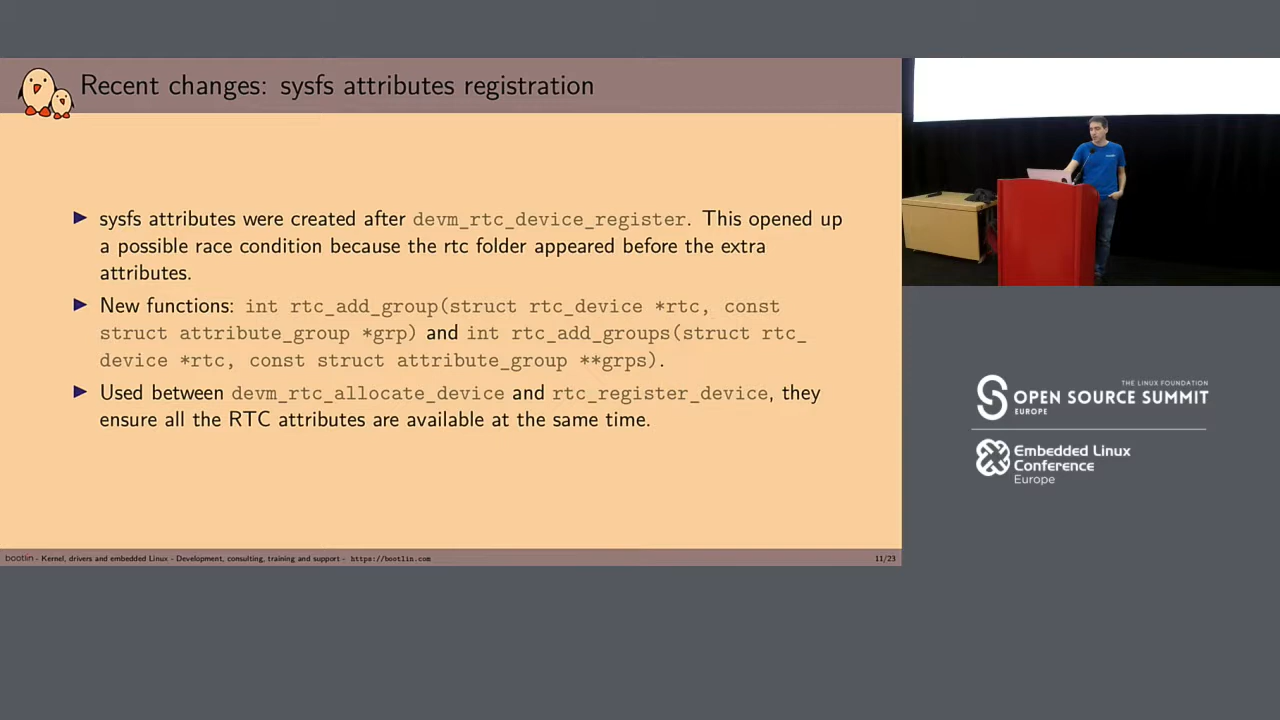 Recent changes: sysfs attributes registration
sysfs attributes were created after devm_rtc_device_register. This opened up
a possible race condition because the rtc folder appeared before the extra
attributes.
New functions: int rtc_add_group(struct rtc_device *rtc, const
struct attribute_group *grp) and int rtc_add_groups(struct rtc_
device *rtc, const struct attribute_group **grps).
Used between devm_rtc_allocate_device and rtc_register_device, they
ensure all the RTC attributes are available at the same time.
bootlin - Kernel, drivers and embedded Linux - Development, consulting, training and support - https://bootlin.com
11/23
THE LINUX FOUNDATION
OPEN SOURCE SUMMIT
EUROPE
Embedded Linux
Conference
Europe